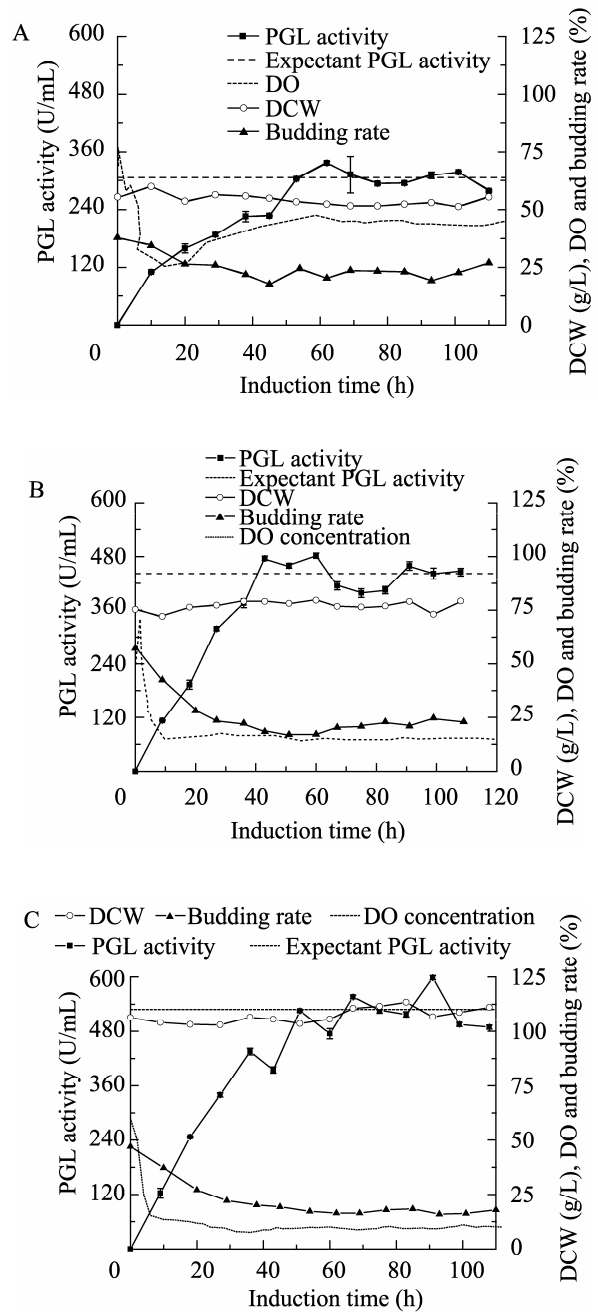 A
PGL activity
Expectant PGL activity
DO
DCW
Budding rate
600
480
360
240
120
0
PGL activity (U/mL)
125
100
75
50
25
0
DCW (g/L), DO and budding rate (%)
20
40
60
80
100
Induction time (h)
B
PGL activity
Expectant PGL activity
DCW
Budding rate
DO concentration
600
480
360
240
120
0
PGL activity (U/mL)
125
100
75
50
25
0
DCW (g/L), DO and budding rate (%)
20
40
60
80
100
120
Induction time (h)
C
DCW Budding rate DO concentration
PGL activity Expectant PGL activity
600
480
360
240
120
0
PGL activity (U/mL)
125
100
75
50
25
0
DCW (g/L), DO and budding rate (%)
20
40
60
80
100
Induction time (h)